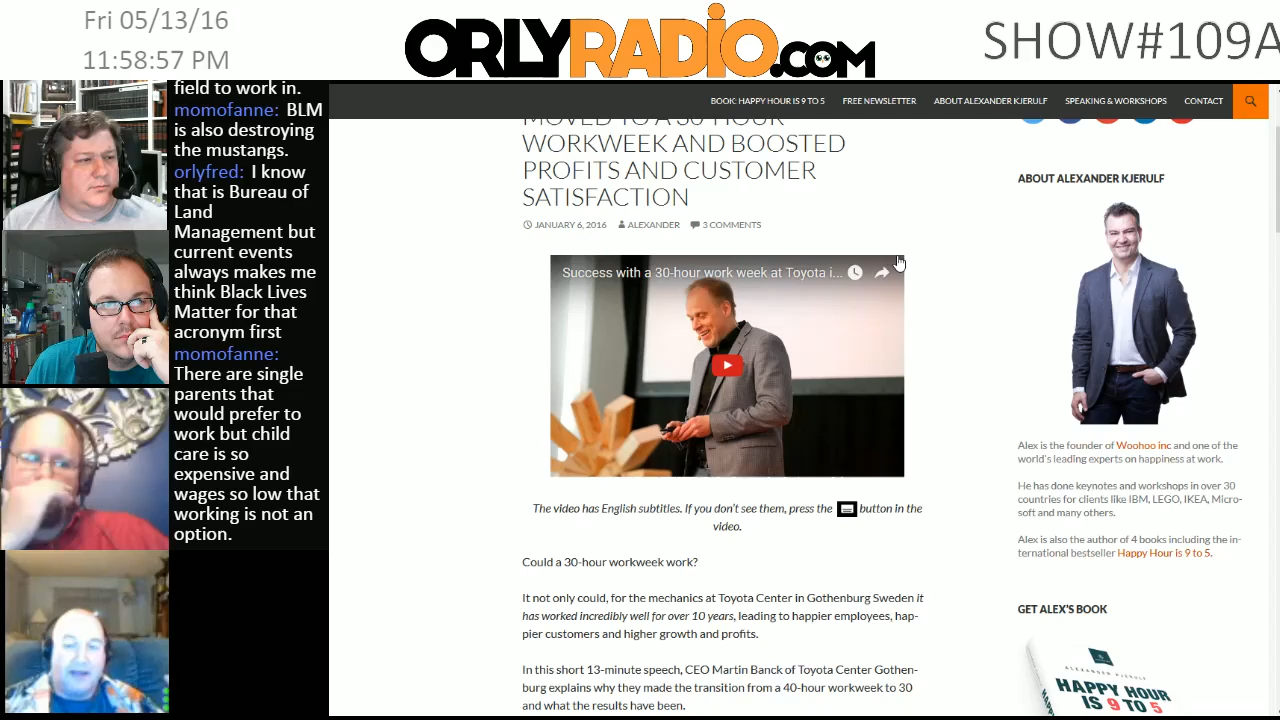 Fri 05/13/16
11:58:57 PM
ORLYRADIO.COM
SHOW#109A
field to work in.
momofanne: BLM
is also destroying
the mustangs.
orlyfred: I know
that is Bureau of
Land
Management but
current events
always makes me
think Black Lives
Matter for that
acronym first
momofanne:
There are single
parents that
would prefer to
work but child
care is so
expensive and
wages so low that
working is not an
option.
BOOK: HAPPY HOUR IS 9 TO 5 FREE NEWSLETTER ABOUT ALEXANDER KJERULF SPEAKING & WORKSHOPS CONTACT
MOVED TO A 30-HOUR
WORKWEEK AND BOOSTED
PROFITS AND CUSTOMER
SATISFACTION
JANUARY 6, 2016 ALEXANDER 3 COMMENTS
Success with a 30-hour work week at Toyota i...
The video has English subtitles. If you don't see them, press the button in the
video.
Could a 30-hour workweek work?
It not only could, for the mechanics at Toyota Center in Gothenburg Sweden it
has worked incredibly well for over 10 years, leading to happier employees, hap-
pier customers and higher growth and profits.
In this short 13-minute speech, CEO Martin Banck of Toyota Center Gothen-
burg explains why they made the transition from a 40-hour workweek to 30
and what the results have been.
ABOUT ALEXANDER KJERULF
Alex is the founder of Woohoo inc and one of the
world's leading experts on happiness at work.
He has done keynotes and workshops in over 30
countries for clients like IBM, LEGO, IKEA, Micro-
soft and many others.
Alex is also the author of 4 books including the in-
ternational bestseller Happy Hour is 9 to 5.
GET ALEX'S BOOK
ALEXANDER KJERULF
HAPPY HOUR
IS 9 TO 5